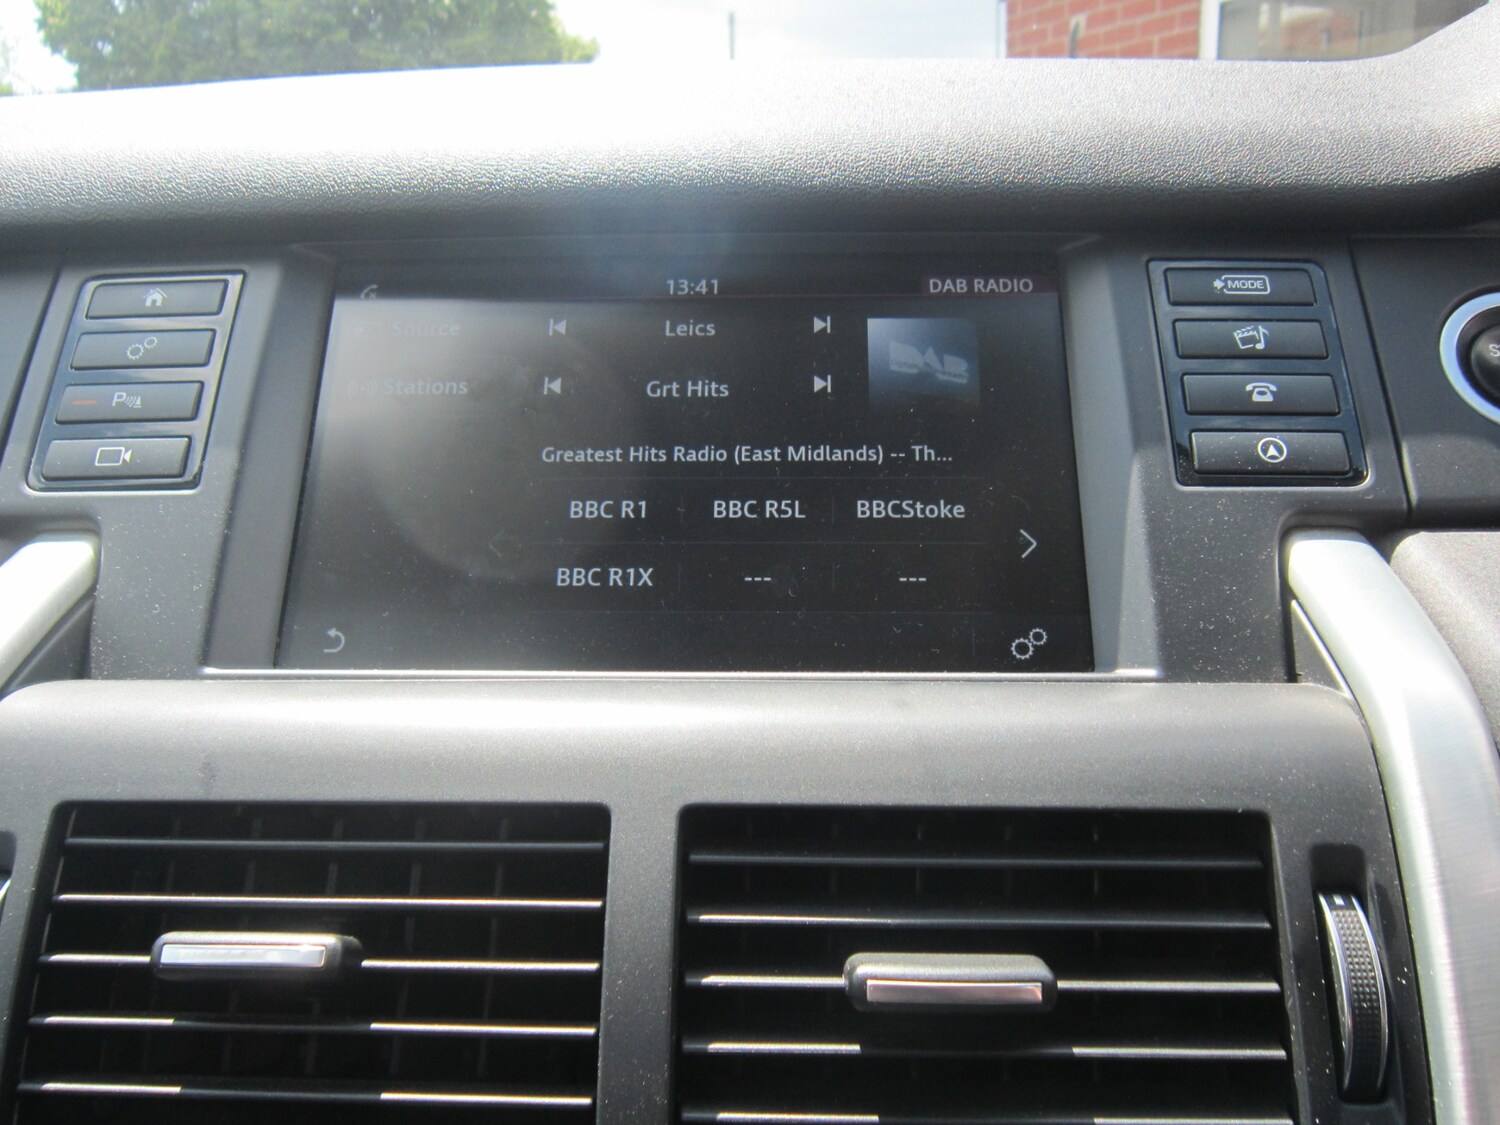 13:41 DAB RADIO
Source Leics
Stations Grt Hits
DAB
Greatest Hits Radio (East Midlands) -- Th...
BBC R1 BBC R5L BBCStoke
BBC R1X --- ---
MODE
P